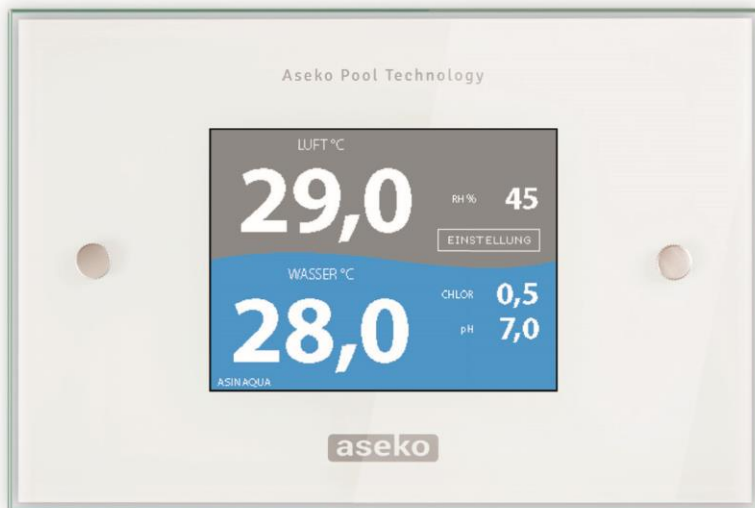 Aseko Pool Technology
LUFT °C
29,0
RH % 45
EINSTELLUNG
WASSER °C
28,0
CHLOR 0,5
pH 7,0
ASIN AQUA
aseko